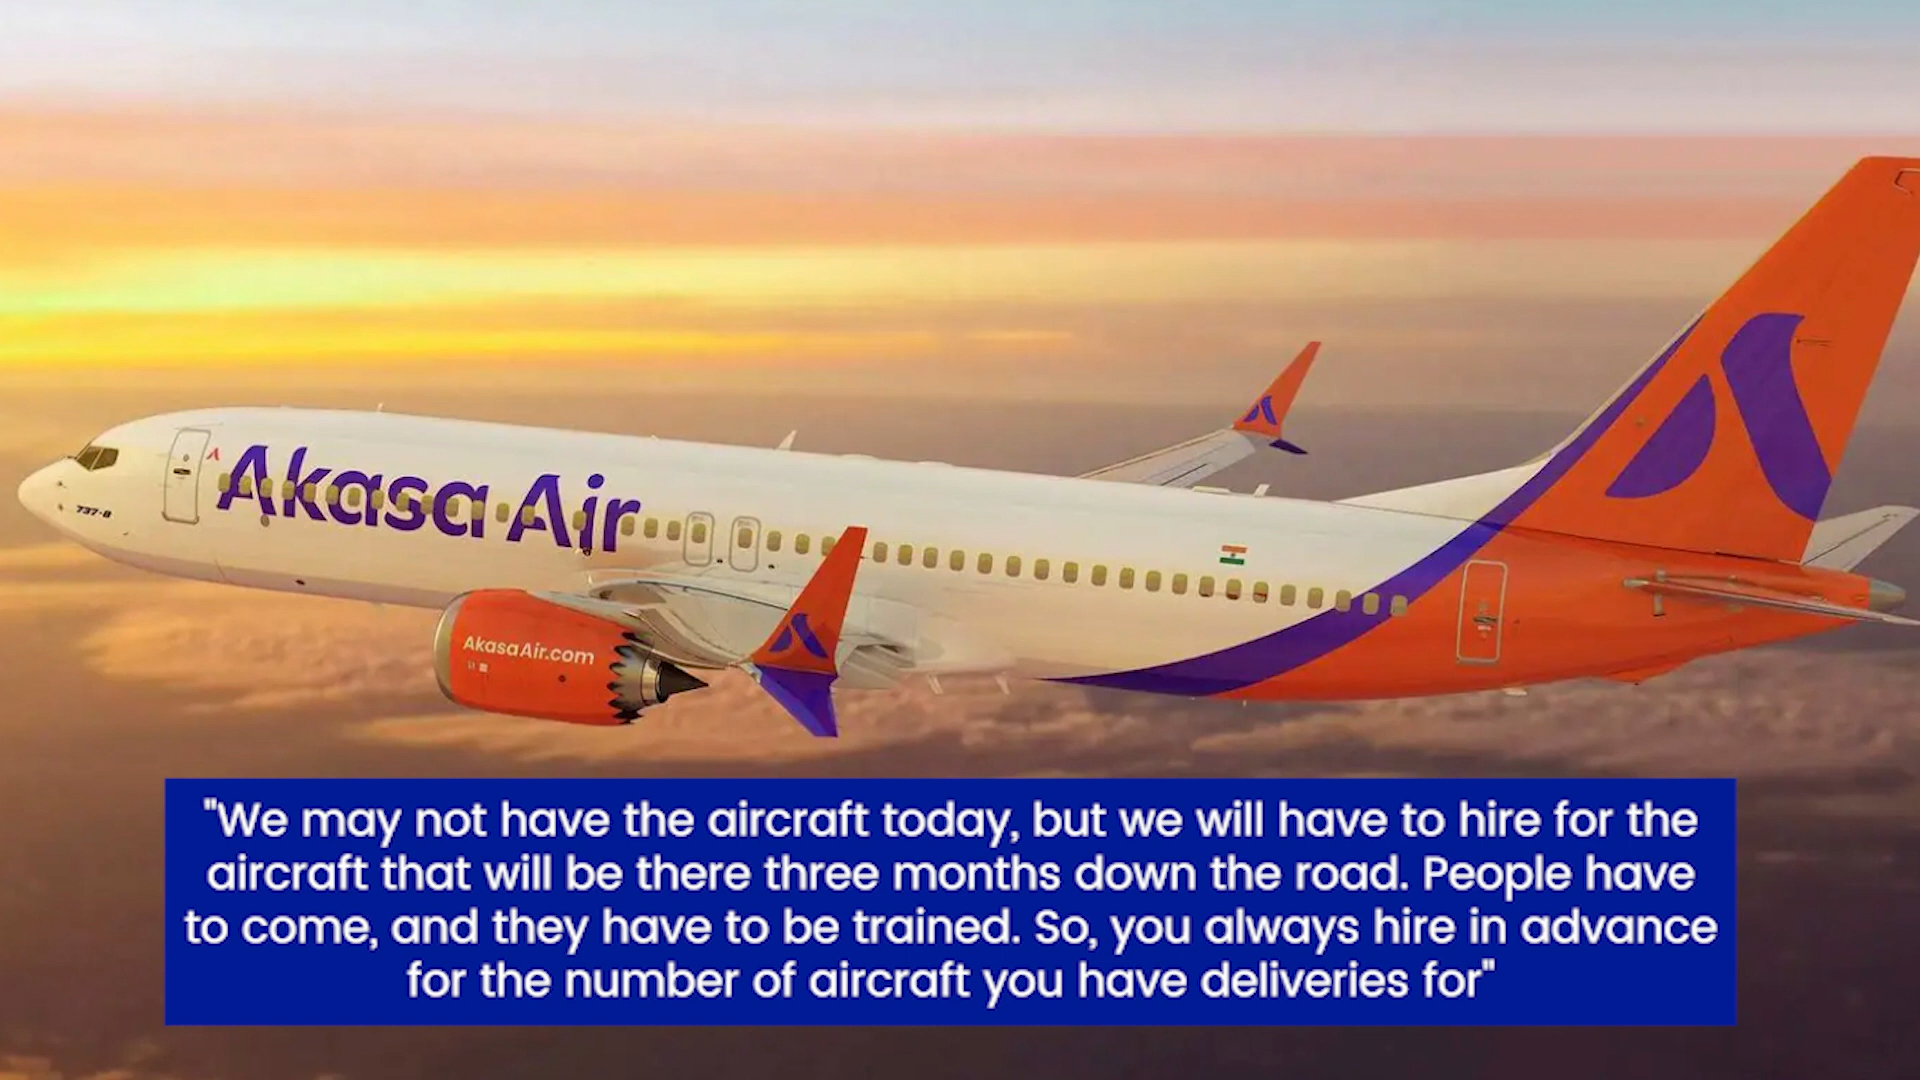 Akasa Air
737-8
AkasaAir.com
"We may not have the aircraft today, but we will have to hire for the
aircraft that will be there three months down the road. People have
to come, and they have to be trained. So, you always hire in advance
for the number of aircraft you have deliveries for"